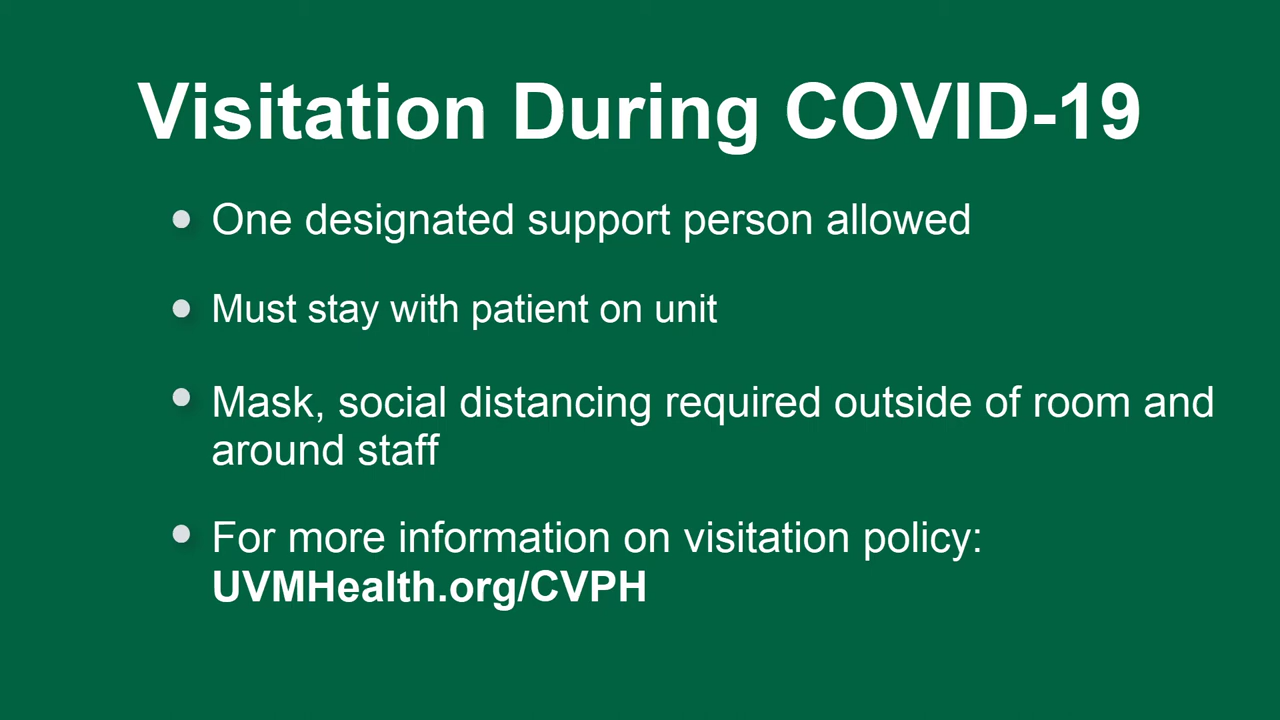 Visitation During COVID-19
One designated support person allowed
Must stay with patient on unit
Mask, social distancing required outside of room and
around staff
For more information on visitation policy:
UVMHealth.org/CVPH